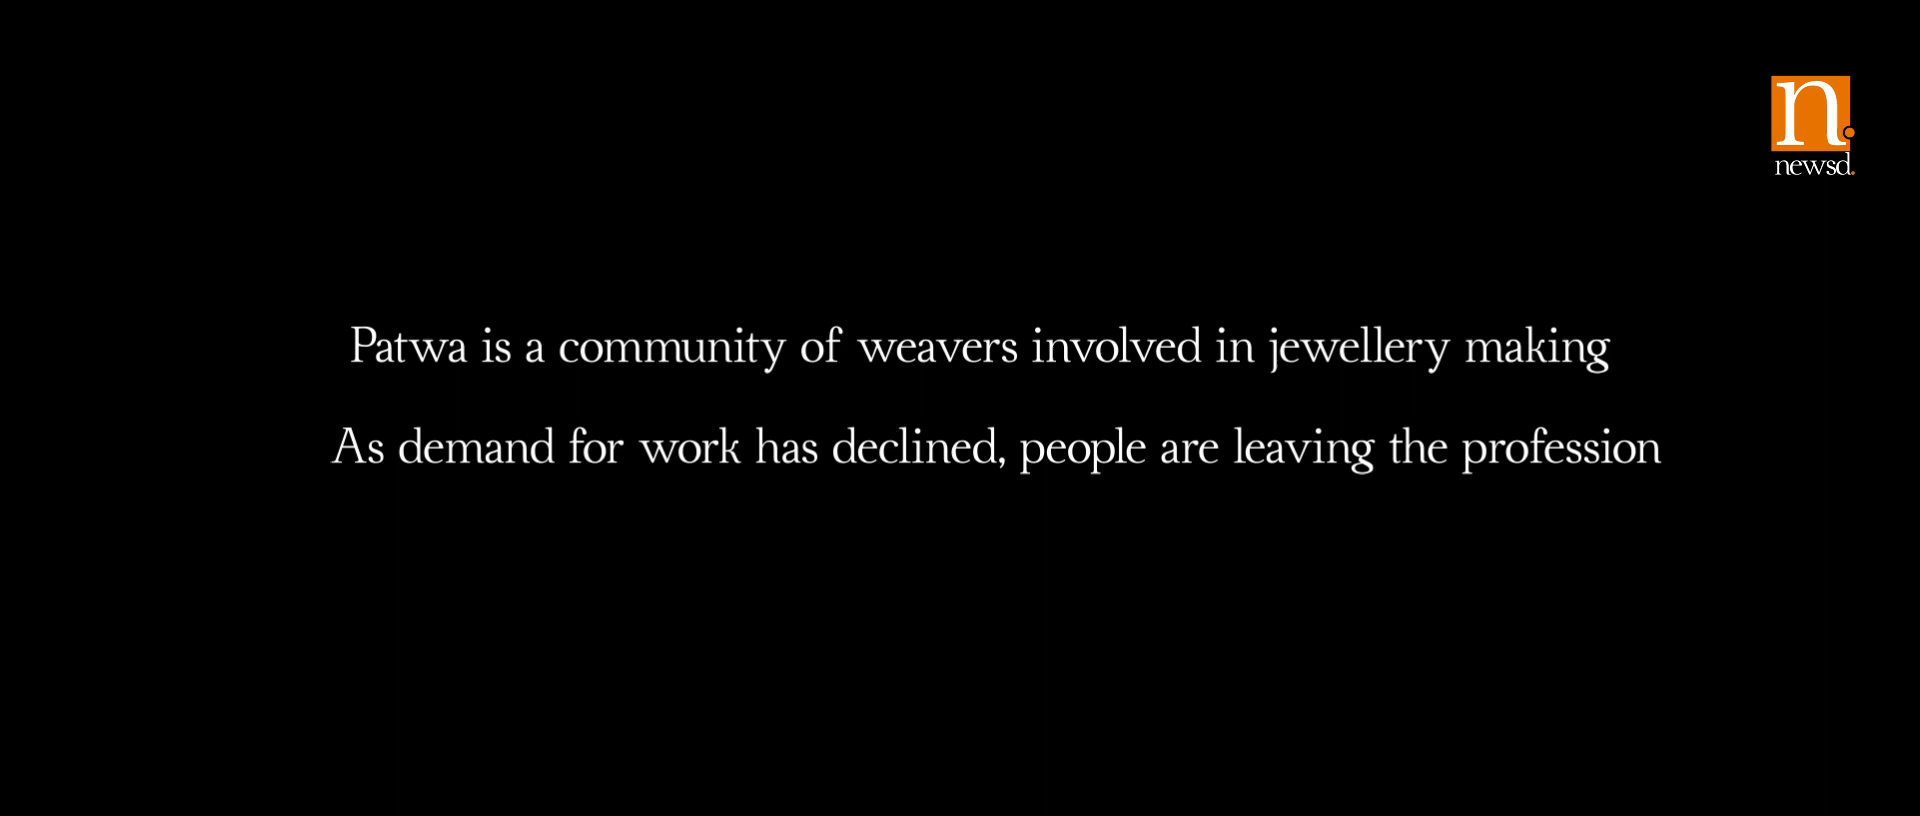 n.
newsd.
Patwa is a community of weavers involved in jewellery making
As demand for work has declined, people are leaving the profession